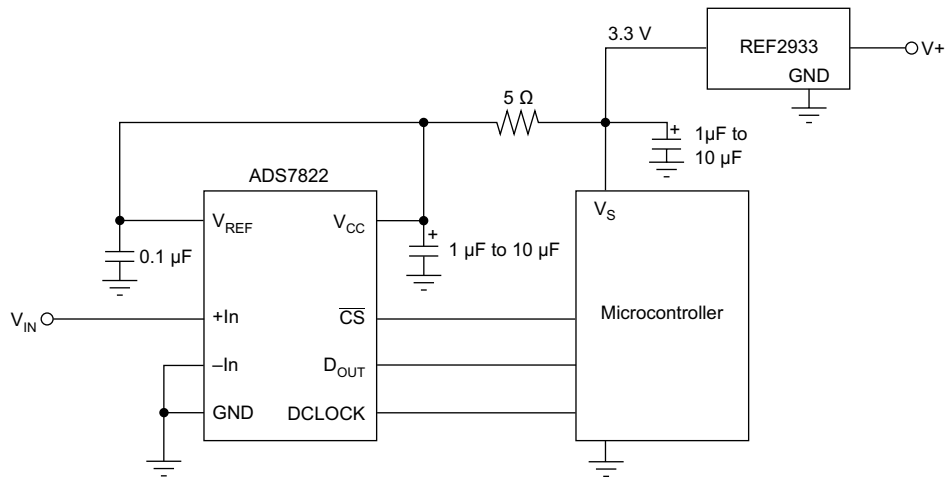 3.3 V
REF2933
GND
V+
5 Ω
+
1µF to
10 µF
ADS7822
V_REF
V_CC
V_S
0.1 µF
+
1 µF to 10 µF
V_IN
+In
C̅S̅
Microcontroller
–In
D_OUT
GND
DCLOCK